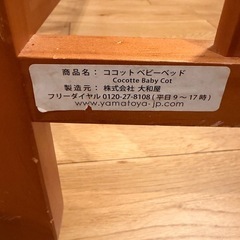 商品名：ココット ベビーベッド
Cocotte Baby Cot
製造元：株式会社 大和屋
フリーダイヤル 0120-27-8108（平日９～17時）
www.yamatoya-jp.com